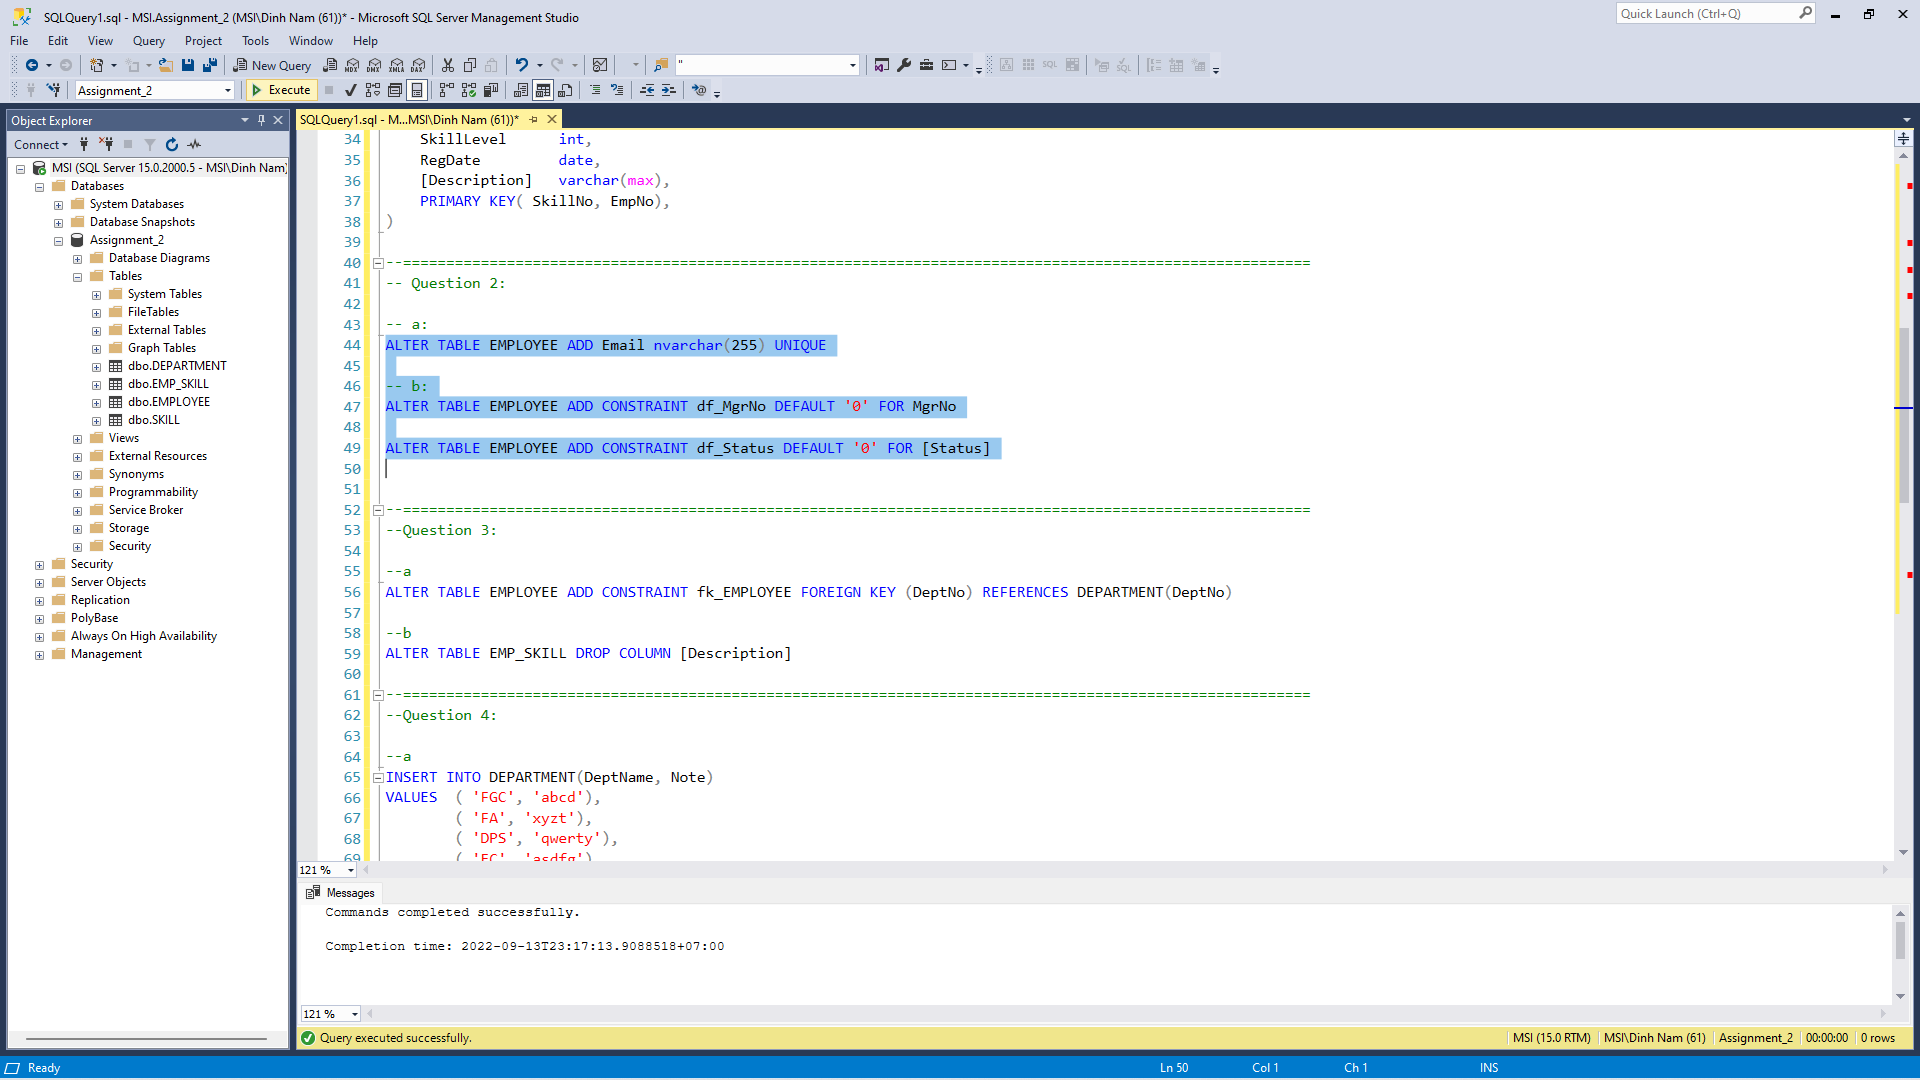 SQLQuery1.sql - MSI.Assignment_2 (MSI\Dinh Nam (61))* - Microsoft SQL Server Management Studio
Quick Launch (Ctrl+Q)
File Edit View Query Project Tools Window Help
New Query MDX DMX XMLA DAX "
Assignment_2 Execute
Object Explorer
SQLQuery1.sql - M...MSI\Dinh Nam (61))*
Connect
MSI (SQL Server 15.0.2000.5 - MSI\Dinh Nam)
Databases
System Databases
Database Snapshots
Assignment_2
Database Diagrams
Tables
System Tables
FileTables
External Tables
Graph Tables
dbo.DEPARTMENT
dbo.EMP_SKILL
dbo.EMPLOYEE
dbo.SKILL
Views
External Resources
Synonyms
Programmability
Service Broker
Storage
Security
Security
Server Objects
Replication
PolyBase
Always On High Availability
Management
34 SkillLevel int,
35 RegDate date,
36 [Description] varchar(max),
37 PRIMARY KEY( SkillNo, EmpNo),
38 )
39
40 --=========================================================================================================
41 -- Question 2:
42
43 -- a:
44 ALTER TABLE EMPLOYEE ADD Email nvarchar(255) UNIQUE
45
46 -- b:
47 ALTER TABLE EMPLOYEE ADD CONSTRAINT df_MgrNo DEFAULT '0' FOR MgrNo
48
49 ALTER TABLE EMPLOYEE ADD CONSTRAINT df_Status DEFAULT '0' FOR [Status]
50
51
52 --=========================================================================================================
53 --Question 3:
54
55 --a
56 ALTER TABLE EMPLOYEE ADD CONSTRAINT fk_EMPLOYEE FOREIGN KEY (DeptNo) REFERENCES DEPARTMENT(DeptNo)
57
58 --b
59 ALTER TABLE EMP_SKILL DROP COLUMN [Description]
60
61 --=========================================================================================================
62 --Question 4:
63
64 --a
65 INSERT INTO DEPARTMENT(DeptName, Note)
66 VALUES ( 'FGC', 'abcd'),
67 ( 'FA', 'xyzt'),
68 ( 'DPS', 'qwerty'),
69 'asdfg')
121 %
Messages
Commands completed successfully.
Completion time: 2022-09-13T23:17:13.9088518+07:00
121 %
Query executed successfully. MSI (15.0 RTM) MSI\Dinh Nam (61) Assignment_2 00:00:00 0 rows
Ready Ln 50 Col 1 Ch 1 INS